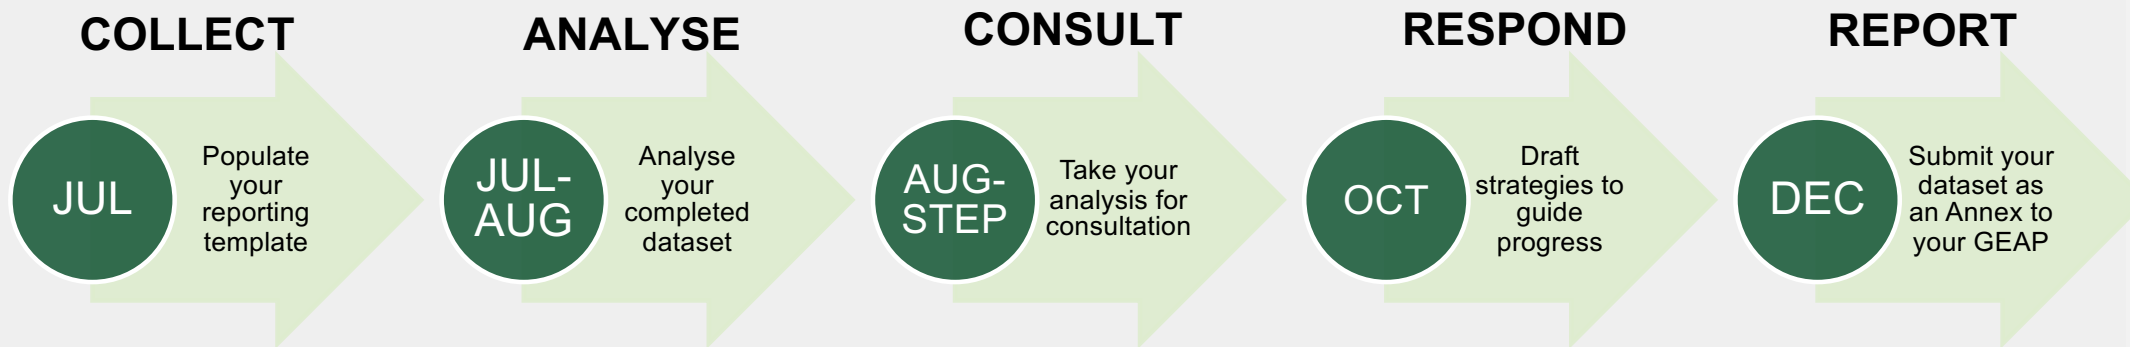 COLLECT
JUL
Populate
your
reporting
template
ANALYSE
JUL-
AUG
Analyse
your
completed
dataset
CONSULT
AUG-
STEP
Take your
analysis for
consultation
RESPOND
OCT
Draft
strategies to
guide
progress
REPORT
DEC
Submit your
dataset as
an Annex to
your GEAP